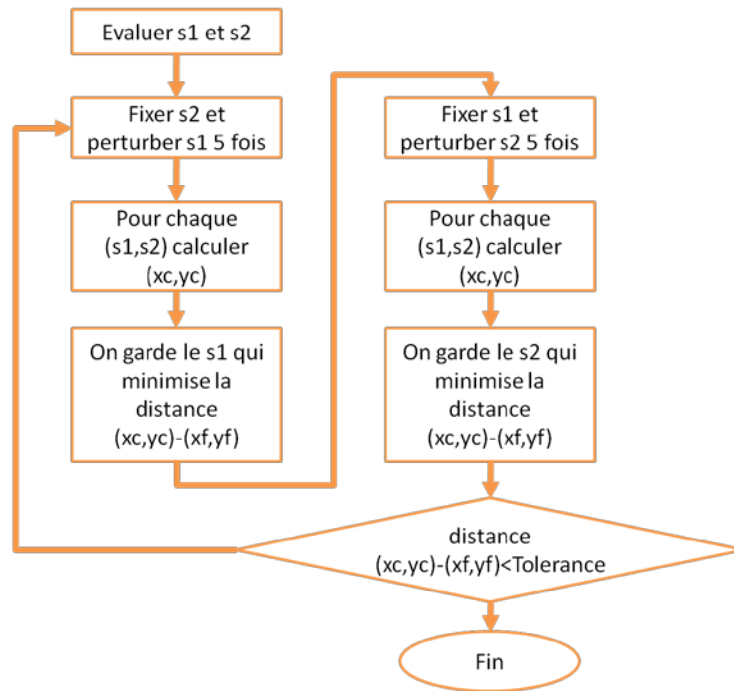 Evaluer s1 et s2
Fixer s2 et
perturber s1 5 fois
Pour chaque
(s1,s2) calculer
(xc,yc)
On garde le s1 qui
minimise la
distance
(xc,yc)-(xf,yf)
Fixer s1 et
perturber s2 5 fois
Pour chaque
(s1,s2) calculer
(xc,yc)
On garde le s2 qui
minimise la
distance
(xc,yc)-(xf,yf)
distance
(xc,yc)-(xf,yf)<Tolerance
Fin